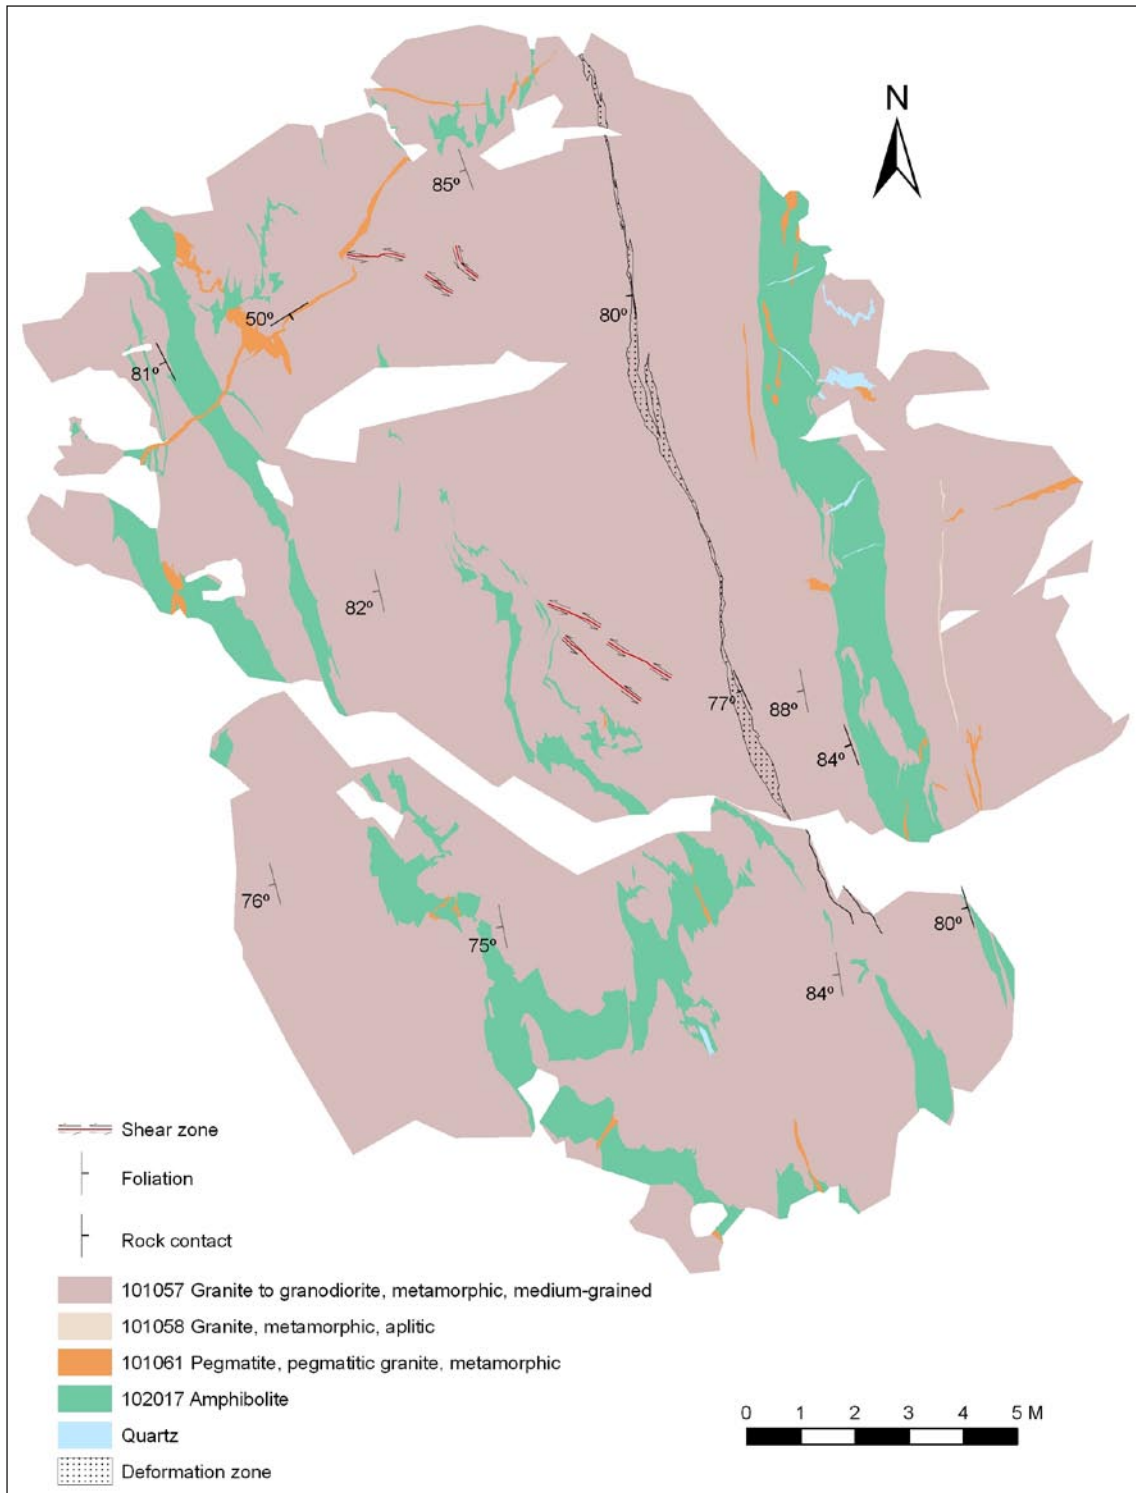 N
85º
50º
80º
81º
82º
77º
88º
84º
76º
75º
80º
84º
Shear zone
Foliation
Rock contact
101057 Granite to granodiorite, metamorphic, medium-grained
101058 Granite, metamorphic, aplitic
101061 Pegmatite, pegmatitic granite, metamorphic
102017 Amphibolite
Quartz
Deformation zone
0 1 2 3 4 5 M